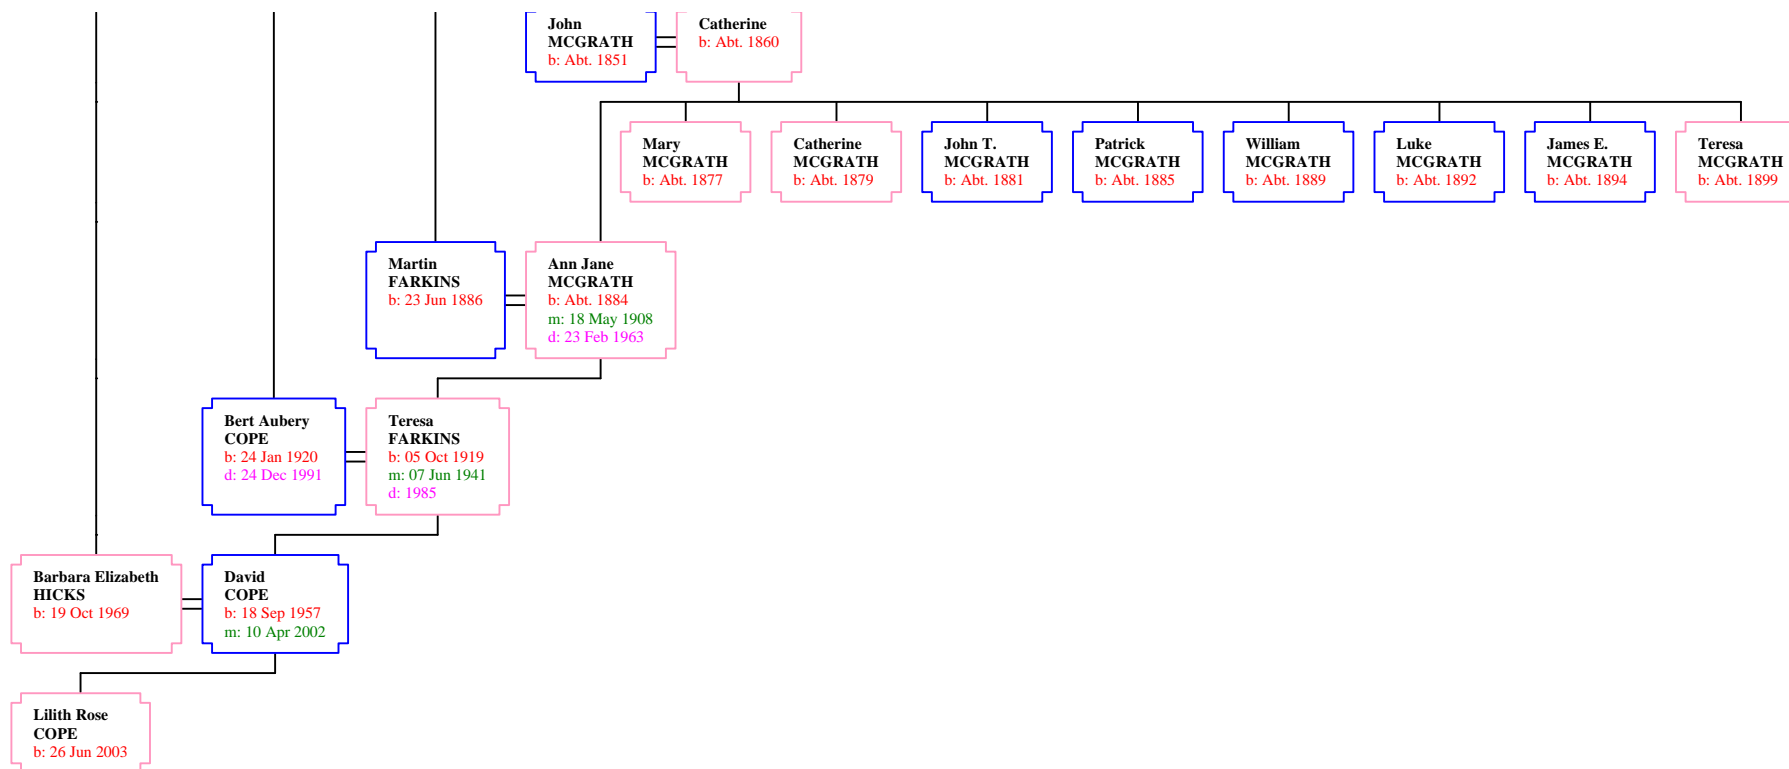 John
MCGRATH
b: Abt. 1851
Catherine
b: Abt. 1860
Mary
MCGRATH
b: Abt. 1877
Catherine
MCGRATH
b: Abt. 1879
John T.
MCGRATH
b: Abt. 1881
Patrick
MCGRATH
b: Abt. 1885
William
MCGRATH
b: Abt. 1889
Luke
MCGRATH
b: Abt. 1892
James E.
MCGRATH
b: Abt. 1894
Teresa
MCGRATH
b: Abt. 1899
Martin
FARKINS
b: 23 Jun 1886
Ann Jane
MCGRATH
b: Abt. 1884
m: 18 May 1908
d: 23 Feb 1963
Bert Aubery
COPE
b: 24 Jan 1920
d: 24 Dec 1991
Teresa
FARKINS
b: 05 Oct 1919
m: 07 Jun 1941
d: 1985
Barbara Elizabeth
HICKS
b: 19 Oct 1969
David
COPE
b: 18 Sep 1957
m: 10 Apr 2002
Lilith Rose
COPE
b: 26 Jun 2003